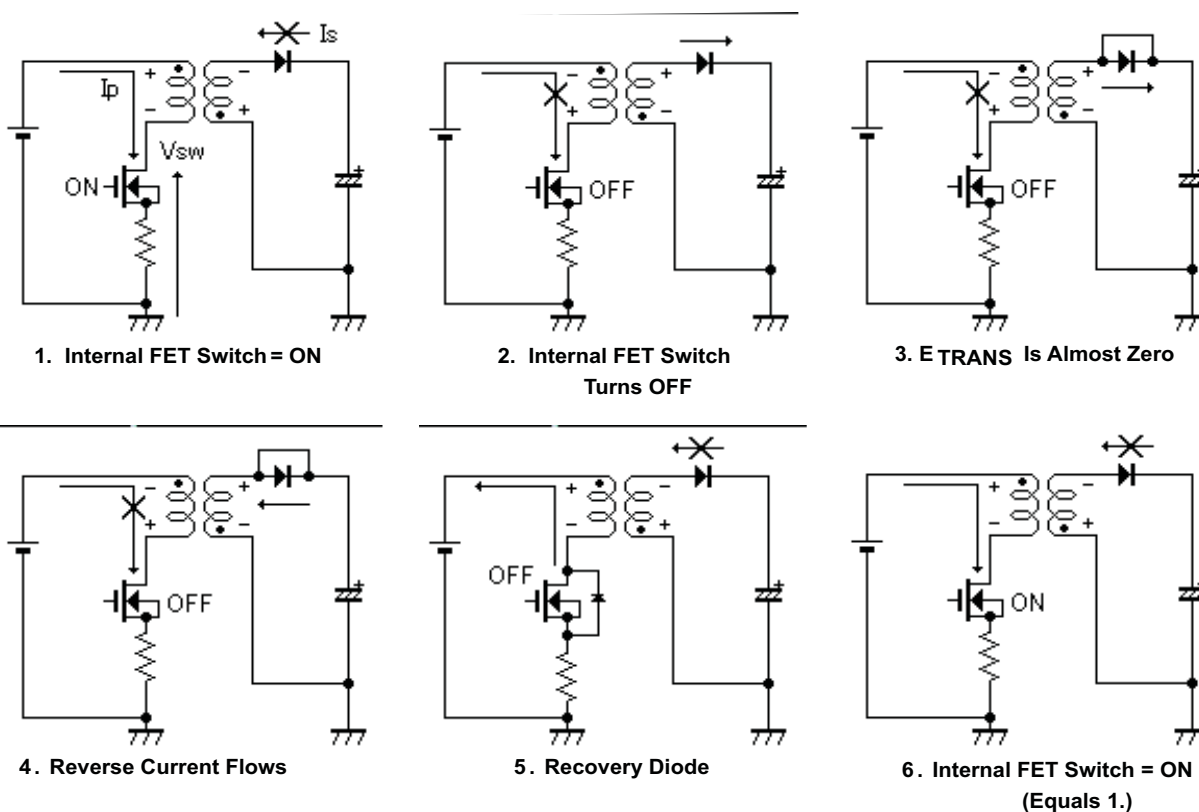 Is
Ip
+
−
−
+
Vsw
ON
+
1. Internal FET Switch = ON
−
+
+
−
OFF
+
2. Internal FET Switch
Turns OFF
−
+
+
−
OFF
+
3. E TRANS Is Almost Zero
−
+
+
−
OFF
+
4. Reverse Current Flows
+
−
−
+
OFF
+
5. Recovery Diode
+
−
−
+
ON
+
6. Internal FET Switch = ON
(Equals 1.)